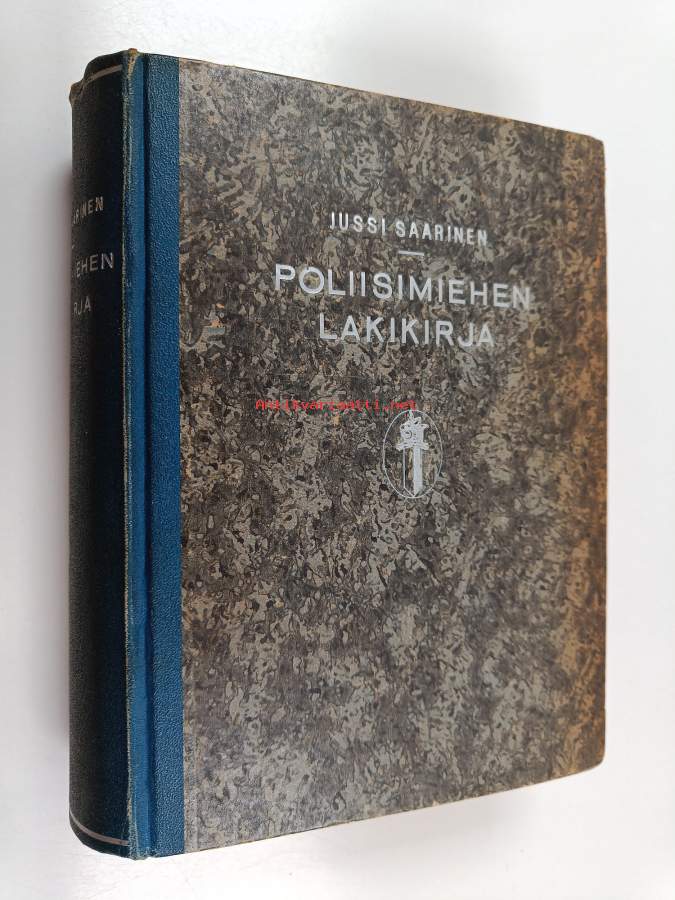 JUSSI SAARINEN
POLIISIMIEHEN
LAKIKIRJA
Antikvariaatti.net